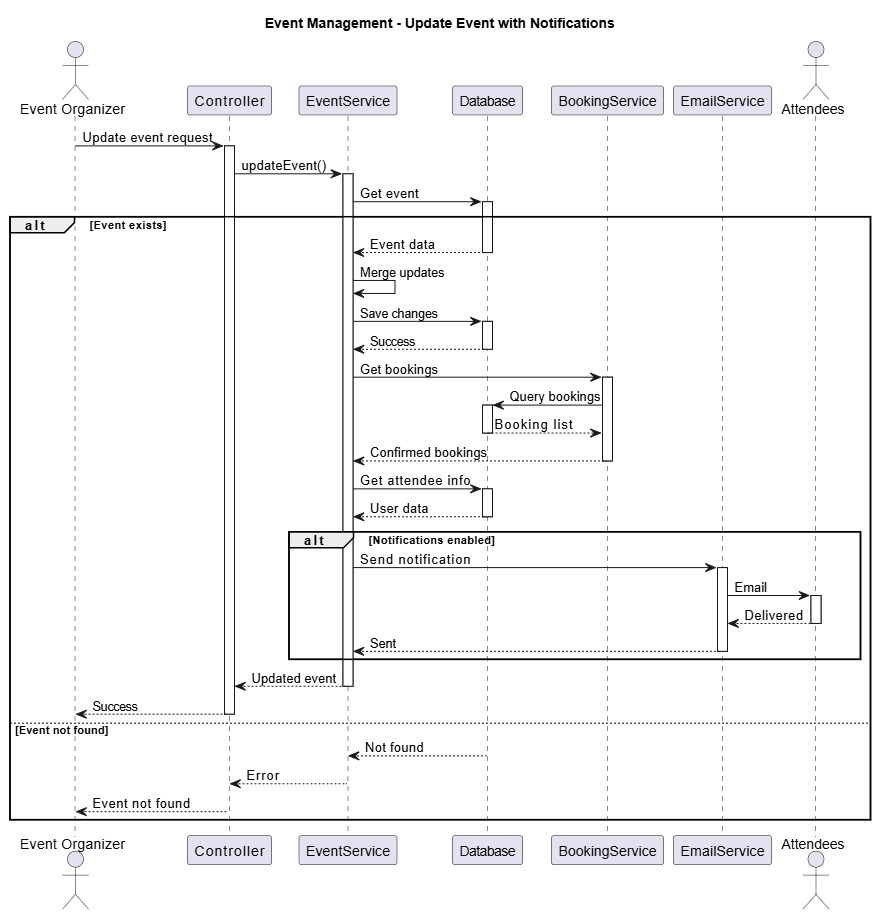 Event Management - Update Event with Notifications
Event Organizer
Controller
EventService
Database
BookingService
EmailService
Attendees
Update event request
updateEvent()
Get event
alt
[Event exists]
Event data
Merge updates
Save changes
Success
Get bookings
Query bookings
Booking list
Confirmed bookings
Get attendee info
User data
alt
[Notifications enabled]
Send notification
Email
Delivered
Sent
Updated event
Success
[Event not found]
Not found
Error
Event not found
Event Organizer
Controller
EventService
Database
BookingService
EmailService
Attendees